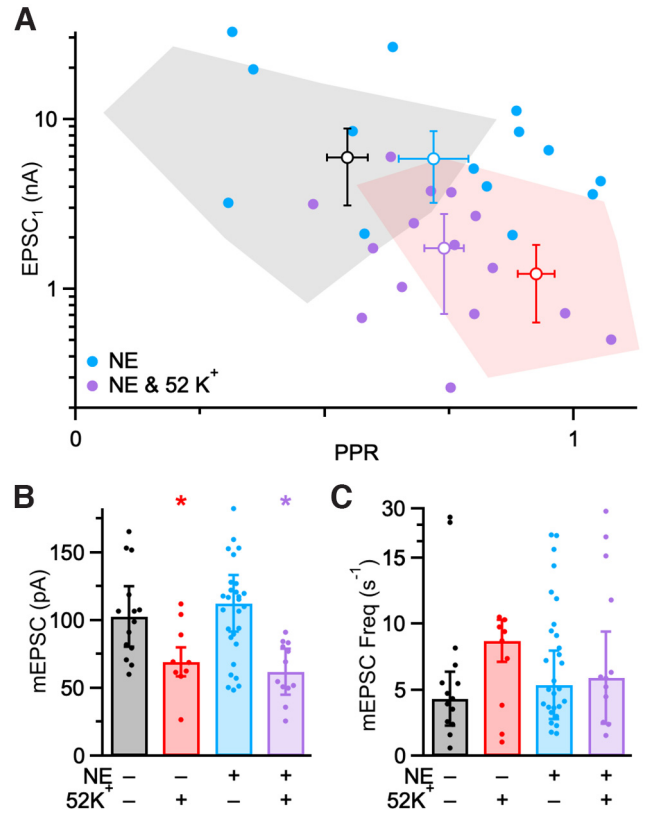 A
EPSC₁ (nA)
10
1
NE
NE & 52 K⁺
0
1
PPR
B
C
mEPSC (pA)
150
100
50
0
*
*
NE – – + +
52K⁺ – + – +
mEPSC Freq (s⁻¹)
30
15
10
5
0
NE – – + +
52K⁺ – + – +